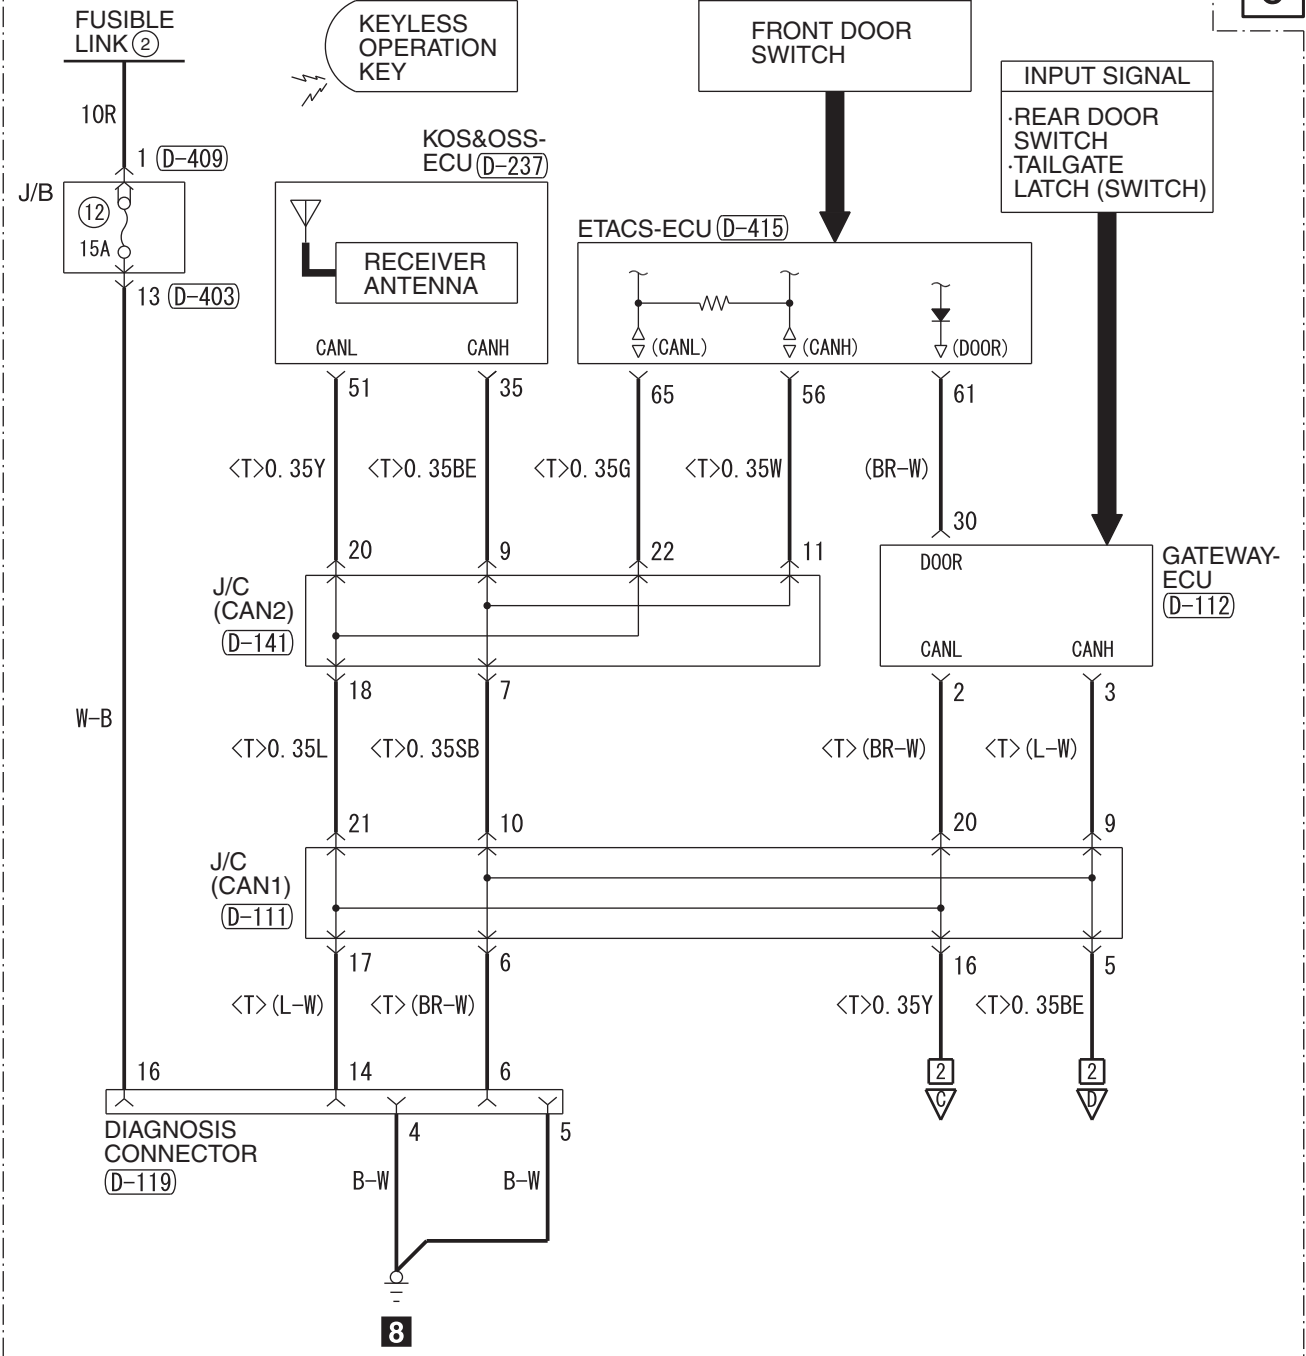 FUSIBLE
LINK ②
KEYLESS
OPERATION
KEY
FRONT DOOR
SWITCH
INPUT SIGNAL
·REAR DOOR
SWITCH
·TAILGATE
LATCH (SWITCH)
10R
1 (D-409)
J/B
12
15A
13 (D-403)
KOS&OSS-
ECU (D-237)
RECEIVER
ANTENNA
CANL
CANH
ETACS-ECU (D-415)
(CANL)
(CANH)
(DOOR)
51
35
65
56
61
<T>0.35Y
<T>0.35BE
<T>0.35G
<T>0.35W
(BR-W)
30
20
9
22
11
J/C
(CAN2)
(D-141)
DOOR
CANL
CANH
GATEWAY-
ECU
(D-112)
18
7
2
3
W-B
<T>0.35L
<T>0.35SB
<T>(BR-W)
<T>(L-W)
21
10
20
9
J/C
(CAN1)
(D-111)
17
6
16
5
<T>(L-W)
<T>(BR-W)
<T>0.35Y
<T>0.35BE
16
14
6
2
C
2
D
DIAGNOSIS
CONNECTOR
(D-119)
4
5
B-W
B-W
8